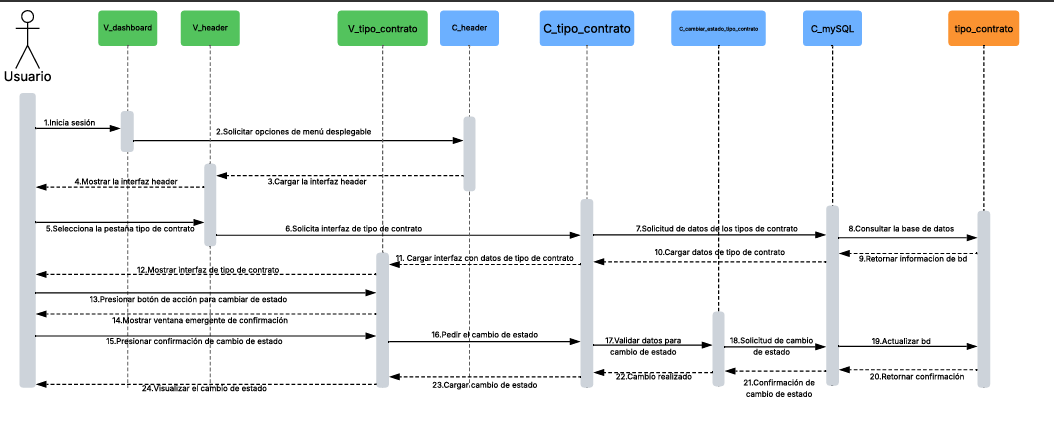 V_dashboard
V_header
V_tipo_contrato
C_header
C_tipo_contrato
C_cambiar_estado_tipo_contrato
C_mySQL
tipo_contrato
Usuario
1.Inicia sesión
2.Solicitar opciones de menú desplegable
3.Cargar la interfaz header
4.Mostrar la interfaz header
5.Selecciona la pestaña tipo de contrato
6.Solicita interfaz de tipo de contrato
7.Solicitud de datos de los tipos de contrato
8.Consultar la base de datos
9.Retornar informacion de bd
10.Cargar datos de tipo de contrato
11. Cargar interfaz con datos de tipo de contrato
12.Mostrar interfaz de tipo de contrato
13.Presionar botón de acción para cambiar de estado
14.Mostrar ventana emergente de confirmación
15.Presionar confirmación de cambio de estado
16.Pedir el cambio de estado
17.Validar datos para
cambio de estado
18.Solicitud de cambio
de estado
19.Actualizar bd
20.Retornar confirmación
21.Confirmación de
cambio de estado
22.Cambio realizado
23.Cargar cambio de estado
24.Visualizar el cambio de estado